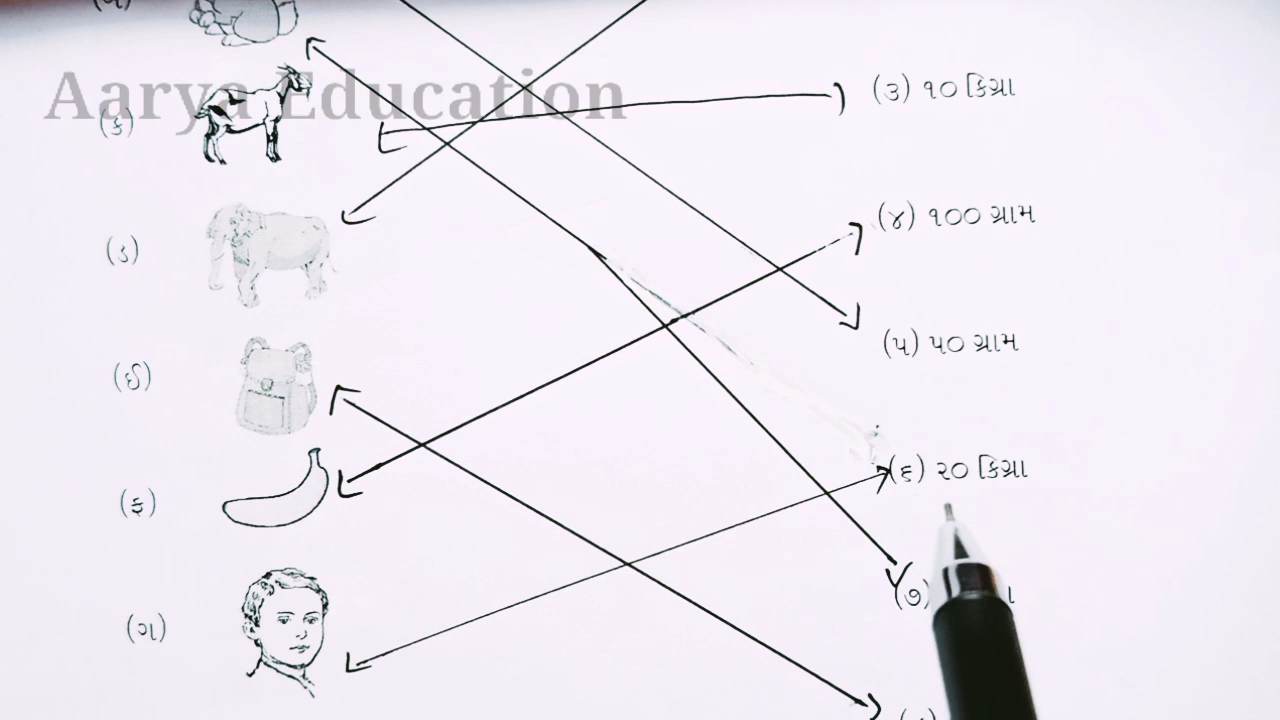 Aarya Education
(ક) (૩) ૧૦ કિગ્રા
(ડ) (૪) ૧૦૦ ગ્રામ
(ઈ) (૫) ૫૦ ગ્રામ
(ફ) (૬) ૨૦ કિગ્રા
(ગ) (૭)